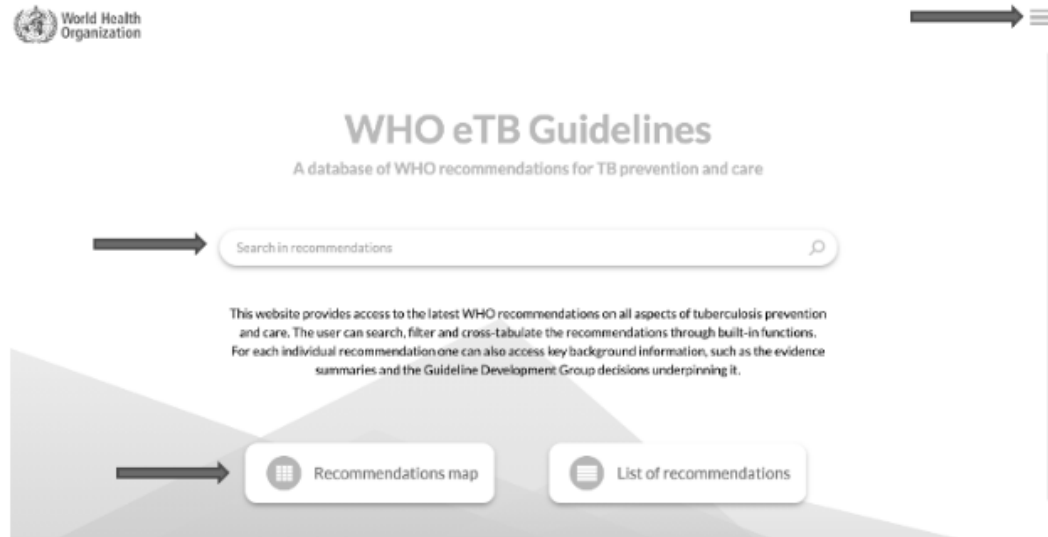 World Health
Organization
WHO eTB Guidelines
A database of WHO recommendations for TB prevention and care
Search in recommendations
This website provides access to the latest WHO recommendations on all aspects of tuberculosis prevention
and care. The user can search, filter and cross-tabulate the recommendations through built-in functions.
For each individual recommendation one can also access key background information, such as the evidence
summaries and the Guideline Development Group decisions underpinning it.
Recommendations map
List of recommendations